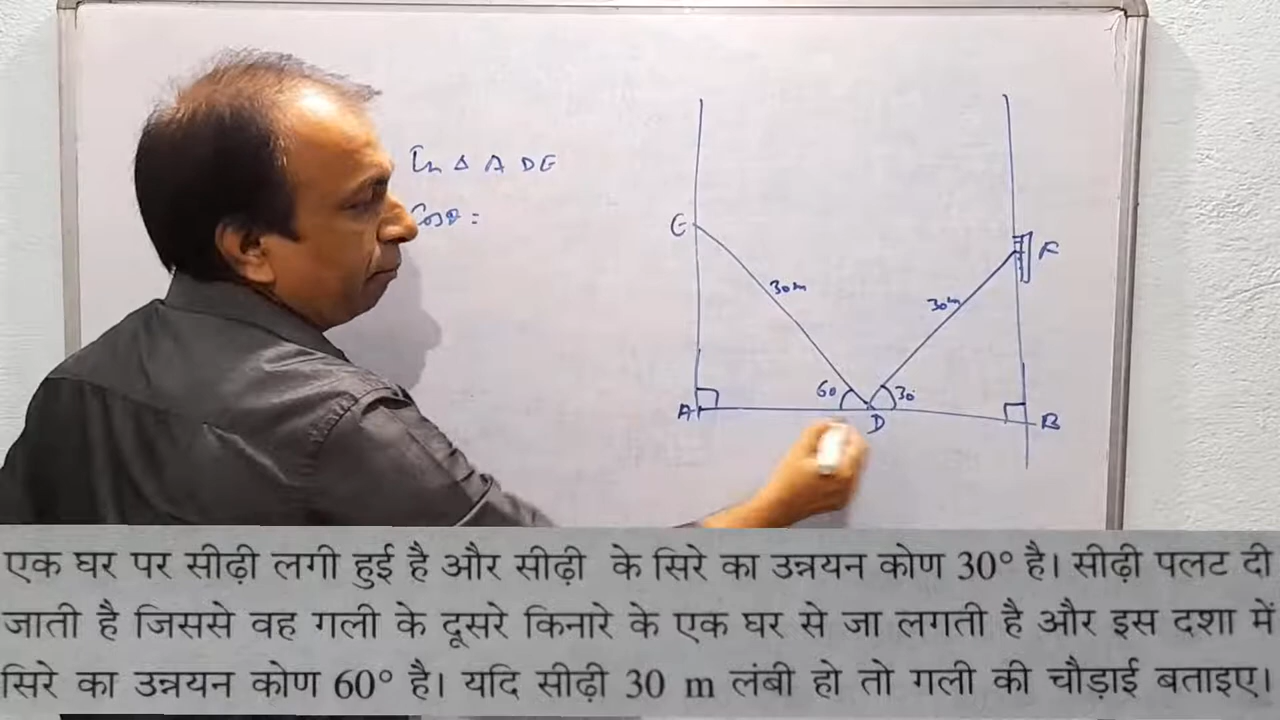 In Δ A D E
Cosθ =
E
F
30m
30m
60
30°
A
D
B
एक घर पर सीढ़ी लगी हुई है और सीढ़ी के सिरे का उन्नयन कोण 30° है। सीढ़ी पलट दी
जाती है जिससे वह गली के दूसरे किनारे के एक घर से जा लगती है और इस दशा में
सिरे का उन्नयन कोण 60° है। यदि सीढ़ी 30 m लंबी हो तो गली की चौड़ाई बताइए।